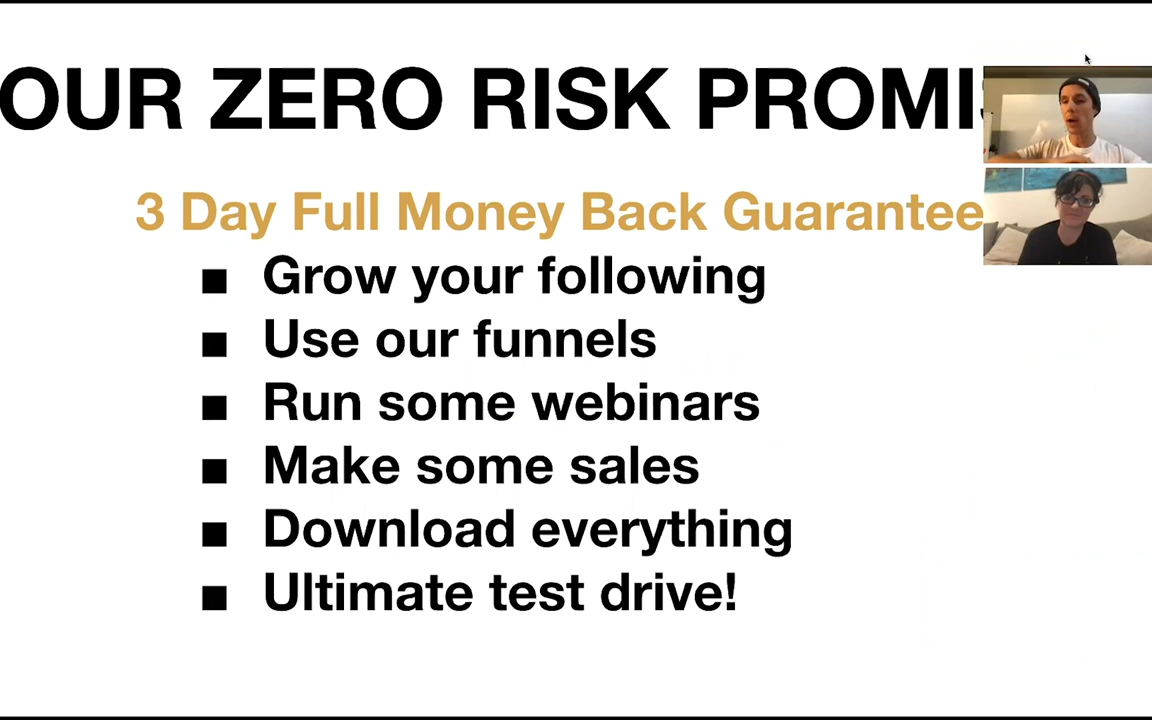 OUR ZERO RISK PROMIS
3 Day Full Money Back Guarantee
■ Grow your following
■ Use our funnels
■ Run some webinars
■ Make some sales
■ Download everything
■ Ultimate test drive!